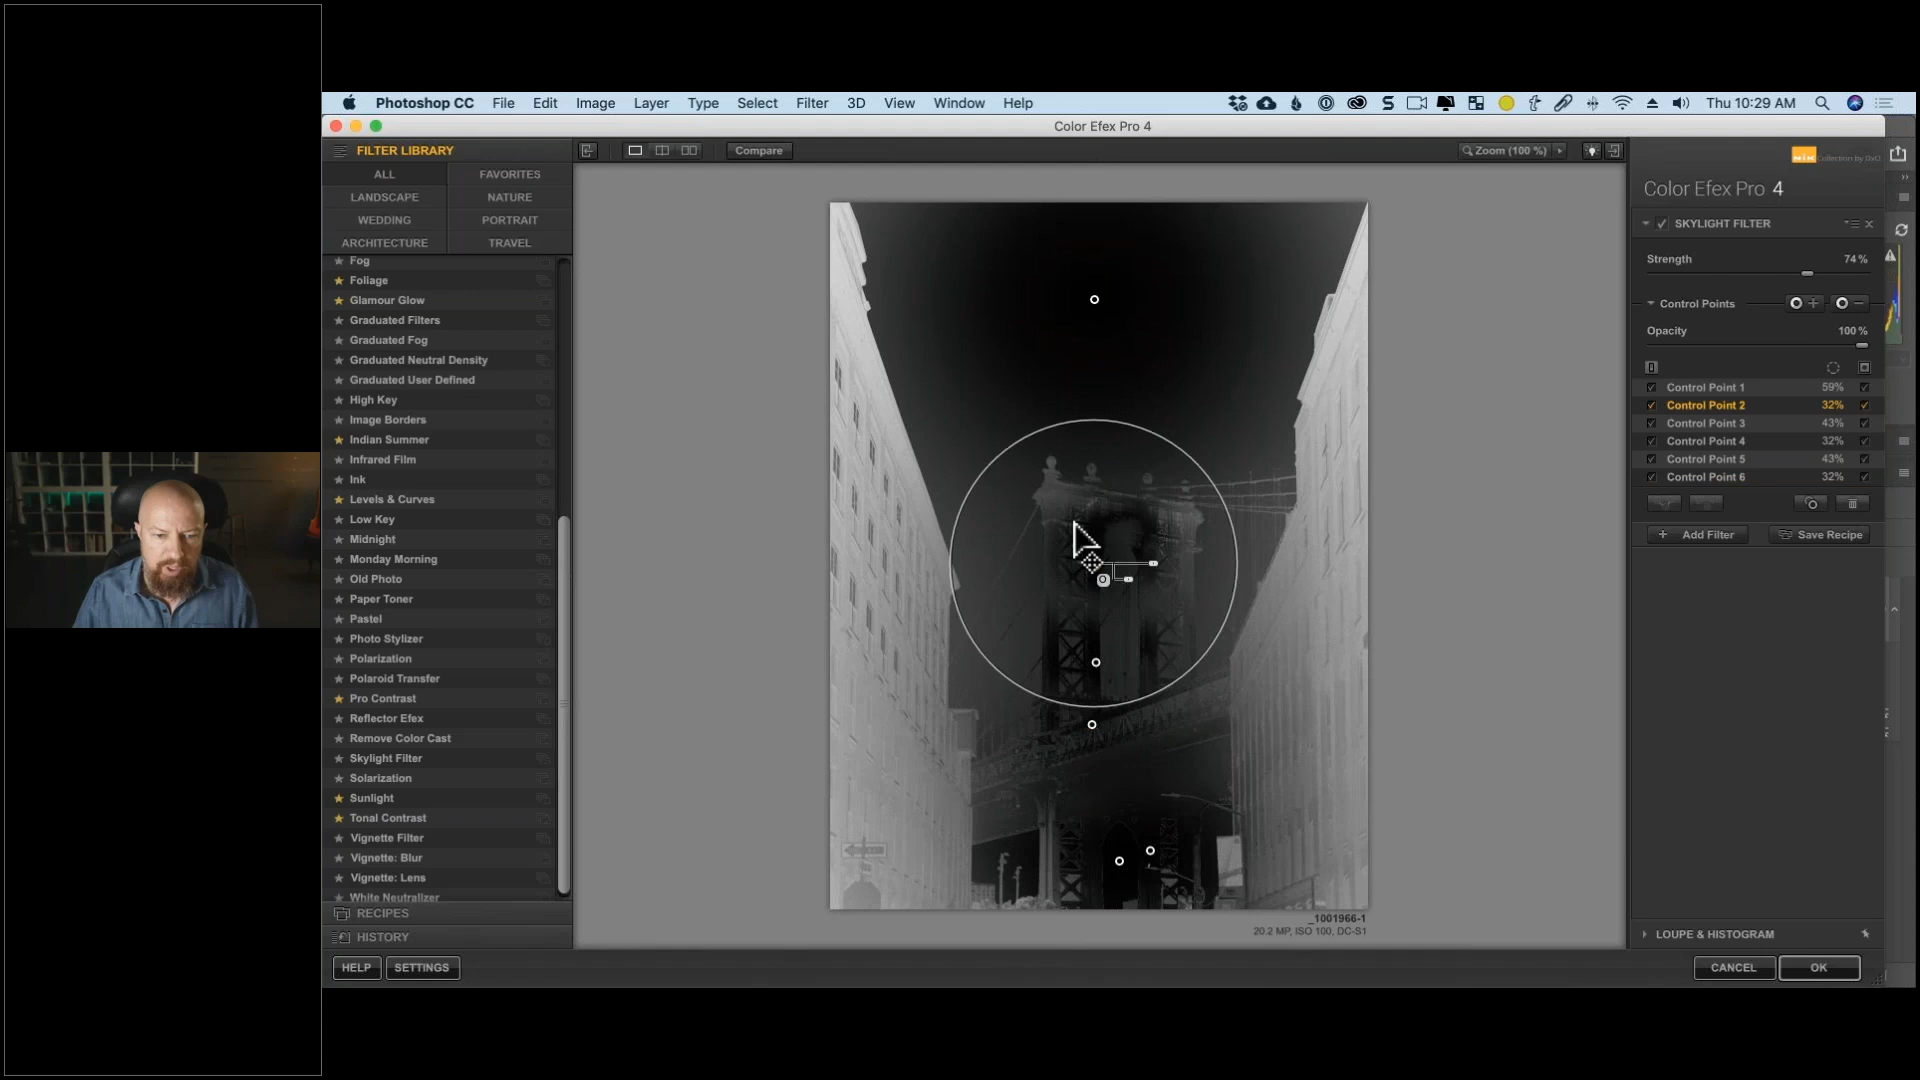 Photoshop CC File Edit Image Layer Type Select Filter 3D View Window Help Thu 10:29 AM
Color Efex Pro 4
FILTER LIBRARY
ALL FAVORITES
LANDSCAPE NATURE
WEDDING PORTRAIT
ARCHITECTURE TRAVEL
Fog
Foliage
Glamour Glow
Graduated Filters
Graduated Fog
Graduated Neutral Density
Graduated User Defined
High Key
Image Borders
Indian Summer
Infrared Film
Ink
Levels & Curves
Low Key
Midnight
Monday Morning
Old Photo
Paper Toner
Pastel
Photo Stylizer
Polarization
Polaroid Transfer
Pro Contrast
Reflector Efex
Remove Color Cast
Skylight Filter
Solarization
Sunlight
Tonal Contrast
Vignette Filter
Vignette: Blur
Vignette: Lens
White Neutralizer
RECIPES
HISTORY
HELP SETTINGS
Compare
Zoom (100 %)
_1001966-1
20.2 MP, ISO 100, DC-S1
Nik Collection by DxO
Color Efex Pro 4
SKYLIGHT FILTER
Strength 74%
Control Points
Opacity 100%
Control Point 1 59%
Control Point 2 32%
Control Point 3 43%
Control Point 4 32%
Control Point 5 43%
Control Point 6 32%
Add Filter Save Recipe
LOUPE & HISTOGRAM
CANCEL OK